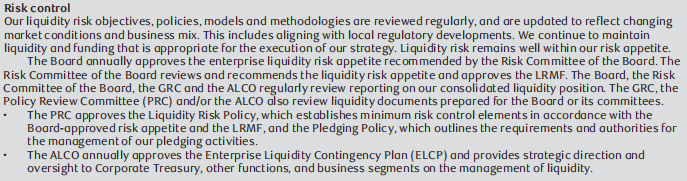 Risk control
Our liquidity risk objectives, policies, models and methodologies are reviewed regularly, and are updated to reflect changing
market conditions and business mix. This includes aligning with local regulatory developments. We continue to maintain
liquidity and funding that is appropriate for the execution of our strategy. Liquidity risk remains well within our risk appetite.
The Board annually approves the enterprise liquidity risk appetite recommended by the Risk Committee of the Board. The
Risk Committee of the Board reviews and recommends the liquidity risk appetite and approves the LRMF. The Board, the Risk
Committee of the Board, the GRC and the ALCO regularly review reporting on our consolidated liquidity position. The GRC, the
Policy Review Committee (PRC) and/or the ALCO also review liquidity documents prepared for the Board or its committees.
• The PRC approves the Liquidity Risk Policy, which establishes minimum risk control elements in accordance with the
Board-approved risk appetite and the LRMF, and the Pledging Policy, which outlines the requirements and authorities for
the management of our pledging activities.
• The ALCO annually approves the Enterprise Liquidity Contingency Plan (ELCP) and provides strategic direction and
oversight to Corporate Treasury, other functions, and business segments on the management of liquidity.